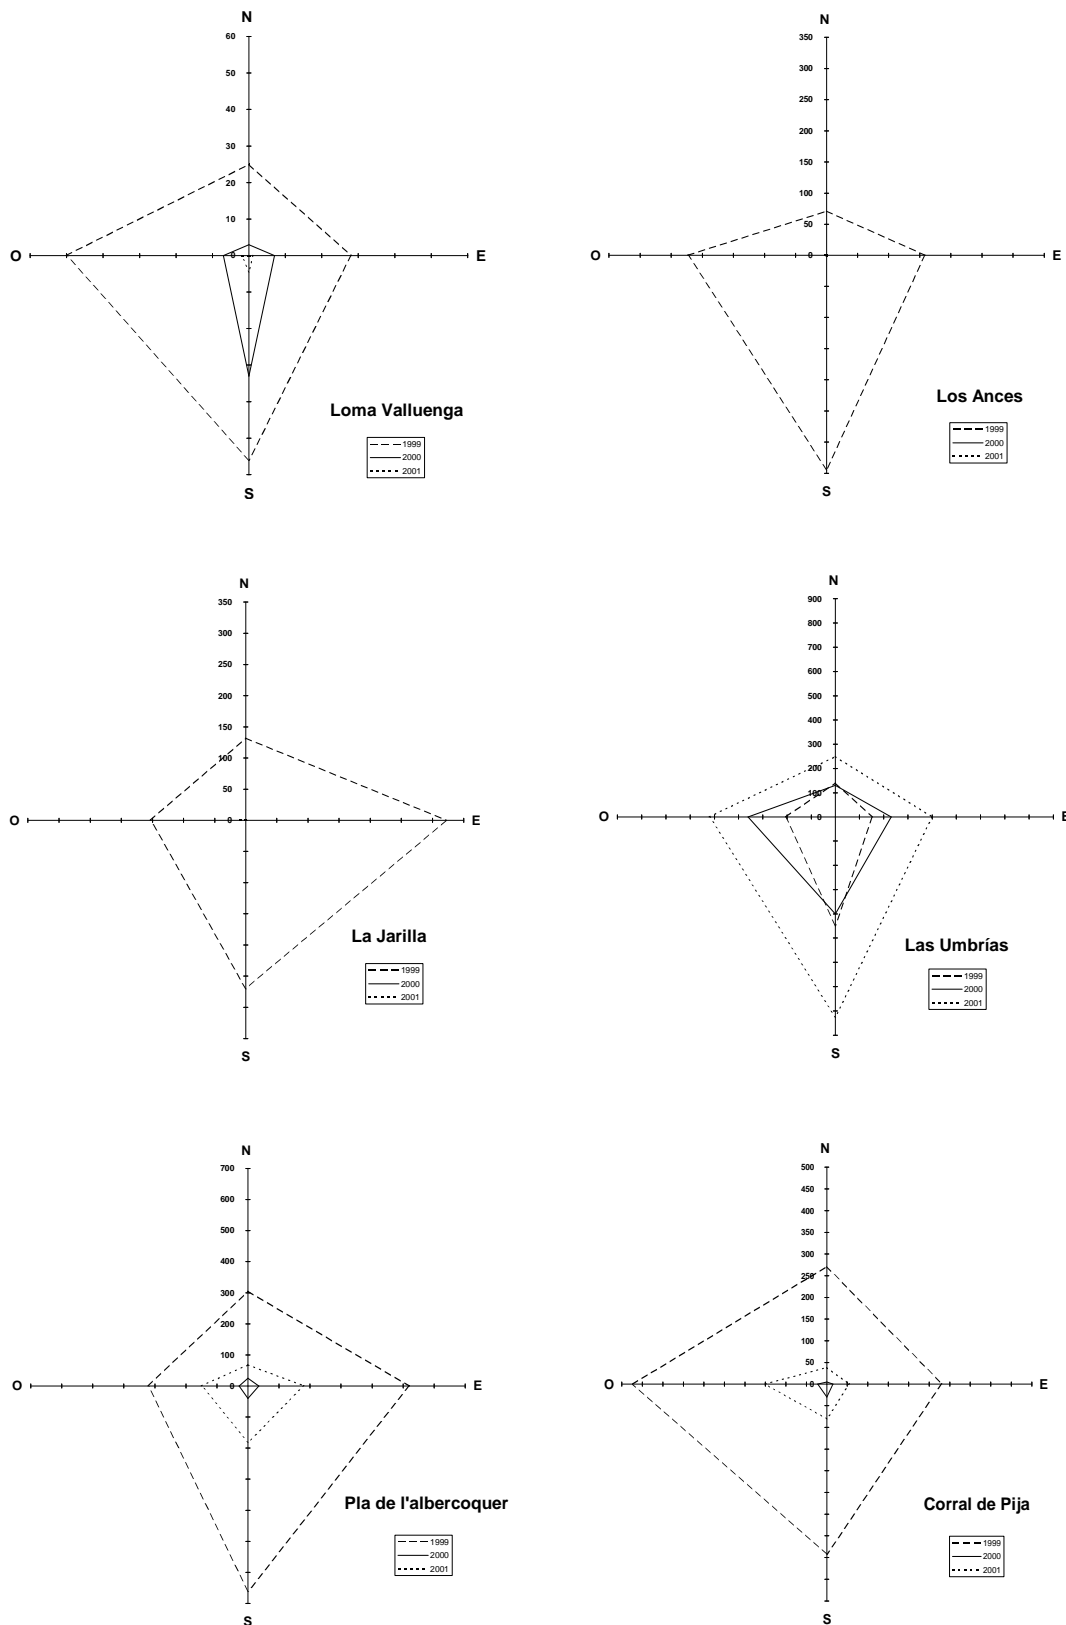 N
60
50
40
30
20
10
0
O
E
S
Loma Valluenga
1999
2000
2001
N
350
300
250
200
150
100
50
0
O
E
S
Los Ances
1999
2000
2001
N
350
300
250
200
150
100
50
0
O
E
S
La Jarilla
1999
2000
2001
N
900
800
700
600
500
400
300
200
100
0
O
E
S
Las Umbrías
1999
2000
2001
N
700
600
500
400
300
200
100
0
O
E
S
Pla de l'albercoquer
1999
2000
2001
N
500
450
400
350
300
250
200
150
100
50
0
O
E
S
Corral de Pija
1999
2000
2001